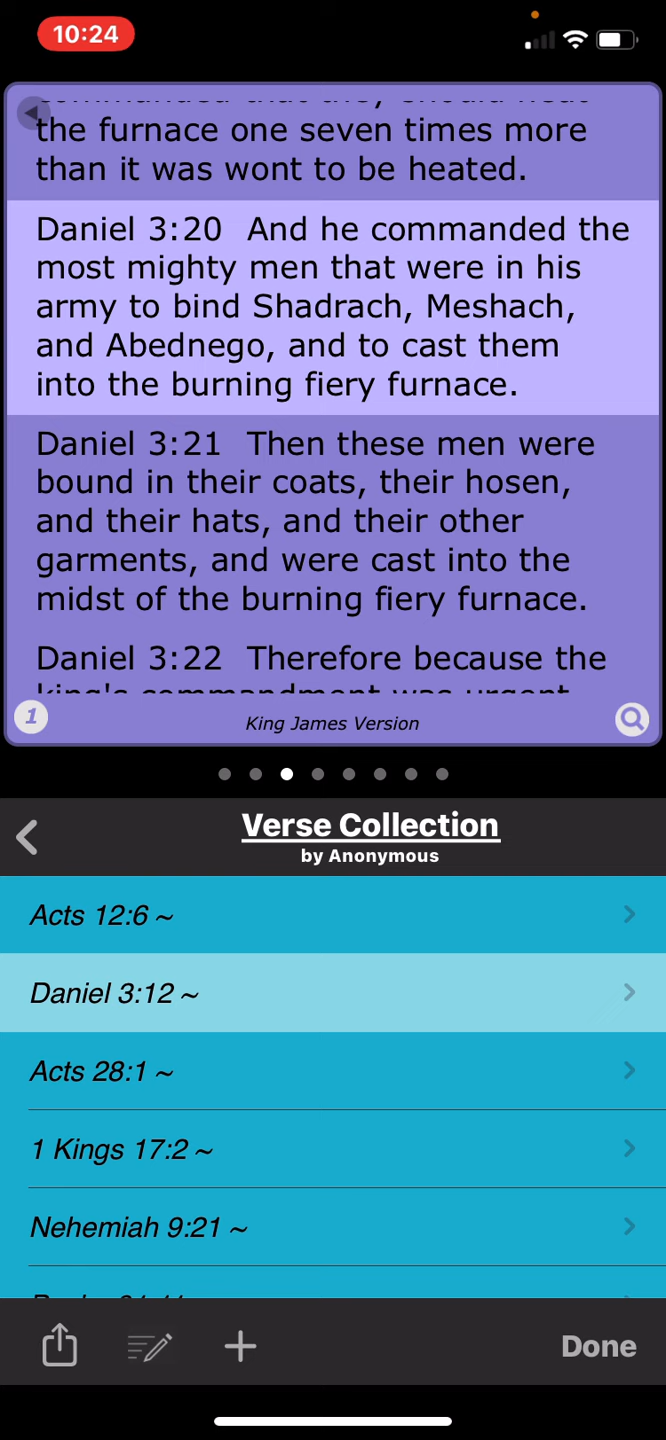 10:24
the furnace one seven times more
than it was wont to be heated.
Daniel 3:20 And he commanded the
most mighty men that were in his
army to bind Shadrach, Meshach,
and Abednego, and to cast them
into the burning fiery furnace.
Daniel 3:21 Then these men were
bound in their coats, their hosen,
and their hats, and their other
garments, and were cast into the
midst of the burning fiery furnace.
Daniel 3:22 Therefore because the
king's commandment was urgent
1
King James Version
Verse Collection
by Anonymous
Acts 12:6 ~
Daniel 3:12 ~
Acts 28:1 ~
1 Kings 17:2 ~
Nehemiah 9:21 ~
Done